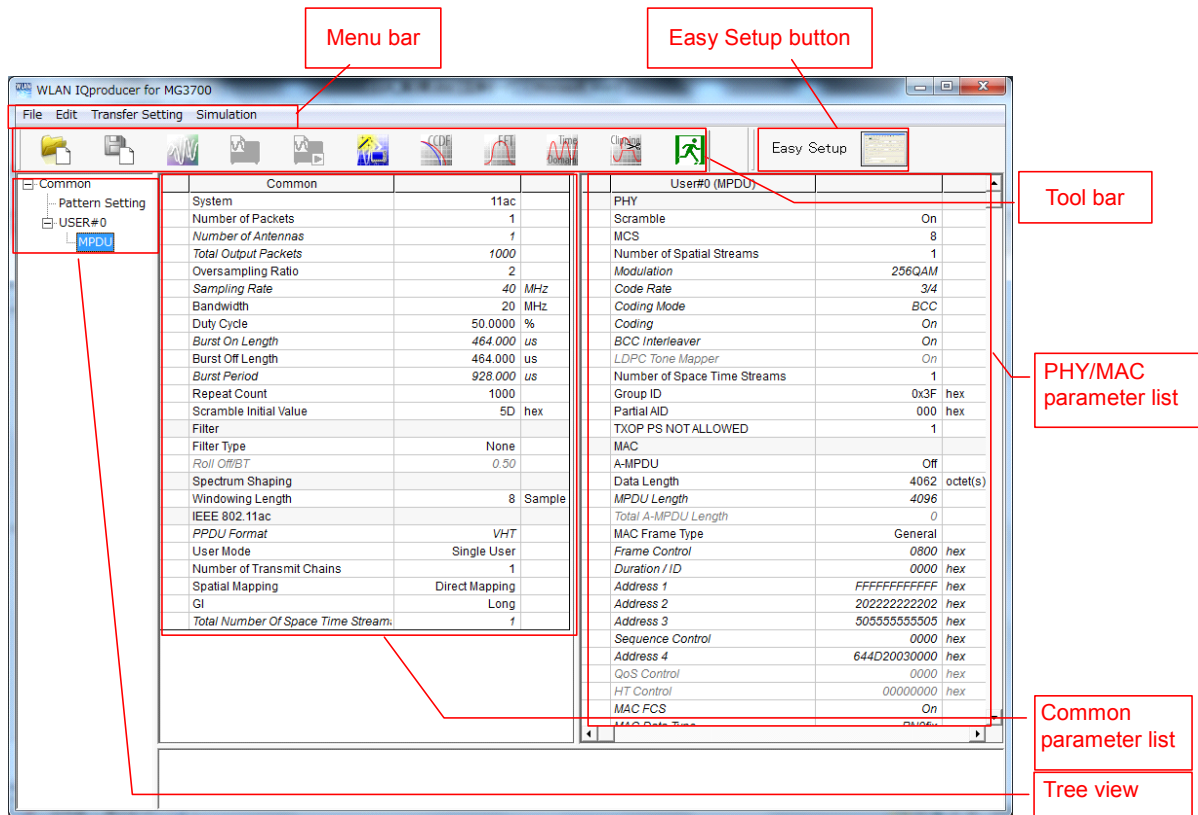 Menu bar
Easy Setup button
WLAN IQproducer for MG3700
File Edit Transfer Setting Simulation
CCDF FFT Time Domain Clipping
Easy Setup
Tool bar
Common
Pattern Setting
USER#0
MPDU
Common
System 11ac
Number of Packets 1
Number of Antennas 1
Total Output Packets 1000
Oversampling Ratio 2
Sampling Rate 40 MHz
Bandwidth 20 MHz
Duty Cycle 50.0000 %
Burst On Length 464.000 us
Burst Off Length 464.000 us
Burst Period 928.000 us
Repeat Count 1000
Scramble Initial Value 5D hex
Filter
Filter Type None
Roll Off/BT 0.50
Spectrum Shaping
Windowing Length 8 Sample
IEEE 802.11ac
PPDU Format VHT
User Mode Single User
Number of Transmit Chains 1
Spatial Mapping Direct Mapping
GI Long
Total Number Of Space Time Stream 1
User#0 (MPDU)
PHY
Scramble On
MCS 8
Number of Spatial Streams 1
Modulation 256QAM
Code Rate 3/4
Coding Mode BCC
Coding On
BCC Interleaver On
LDPC Tone Mapper On
Number of Space Time Streams 1
Group ID 0x3F hex
Partial AID 000 hex
TXOP PS NOT ALLOWED 1
MAC
A-MPDU Off
Data Length 4062 octet(s)
MPDU Length 4096
Total A-MPDU Length 0
MAC Frame Type General
Frame Control 0800 hex
Duration / ID 0000 hex
Address 1 FFFFFFFFFFFF hex
Address 2 202222222202 hex
Address 3 505555555505 hex
Sequence Control 0000 hex
Address 4 644D20030000 hex
QoS Control 0000 hex
HT Control 00000000 hex
MAC FCS On
MAC Data Type PN9fix
PHY/MAC
parameter list
Common
parameter list
Tree view